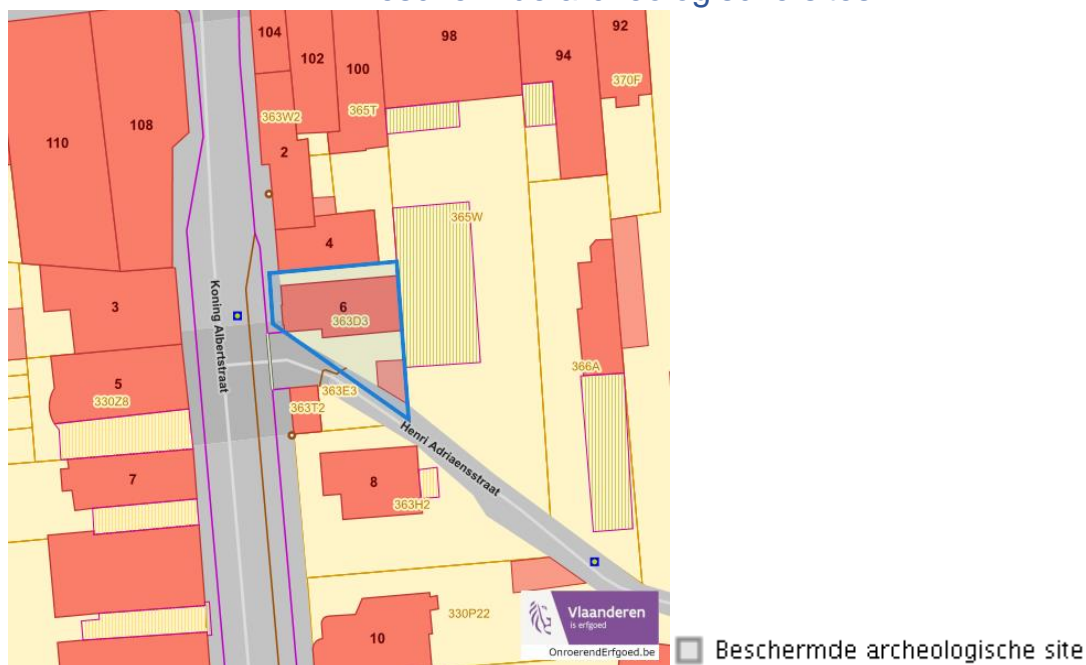 104
102
100
98
94
92
370F
365T
363W2
110
108
2
365W
4
3
6
363D3
Koning Albertstraat
5
330Z8
363E3
363T2
366A
Henri Adriaensstraat
7
8
363H2
330P22
10
Vlaanderen
is erfgoed
OnroerendErfgoed.be
Beschermde archeologische site